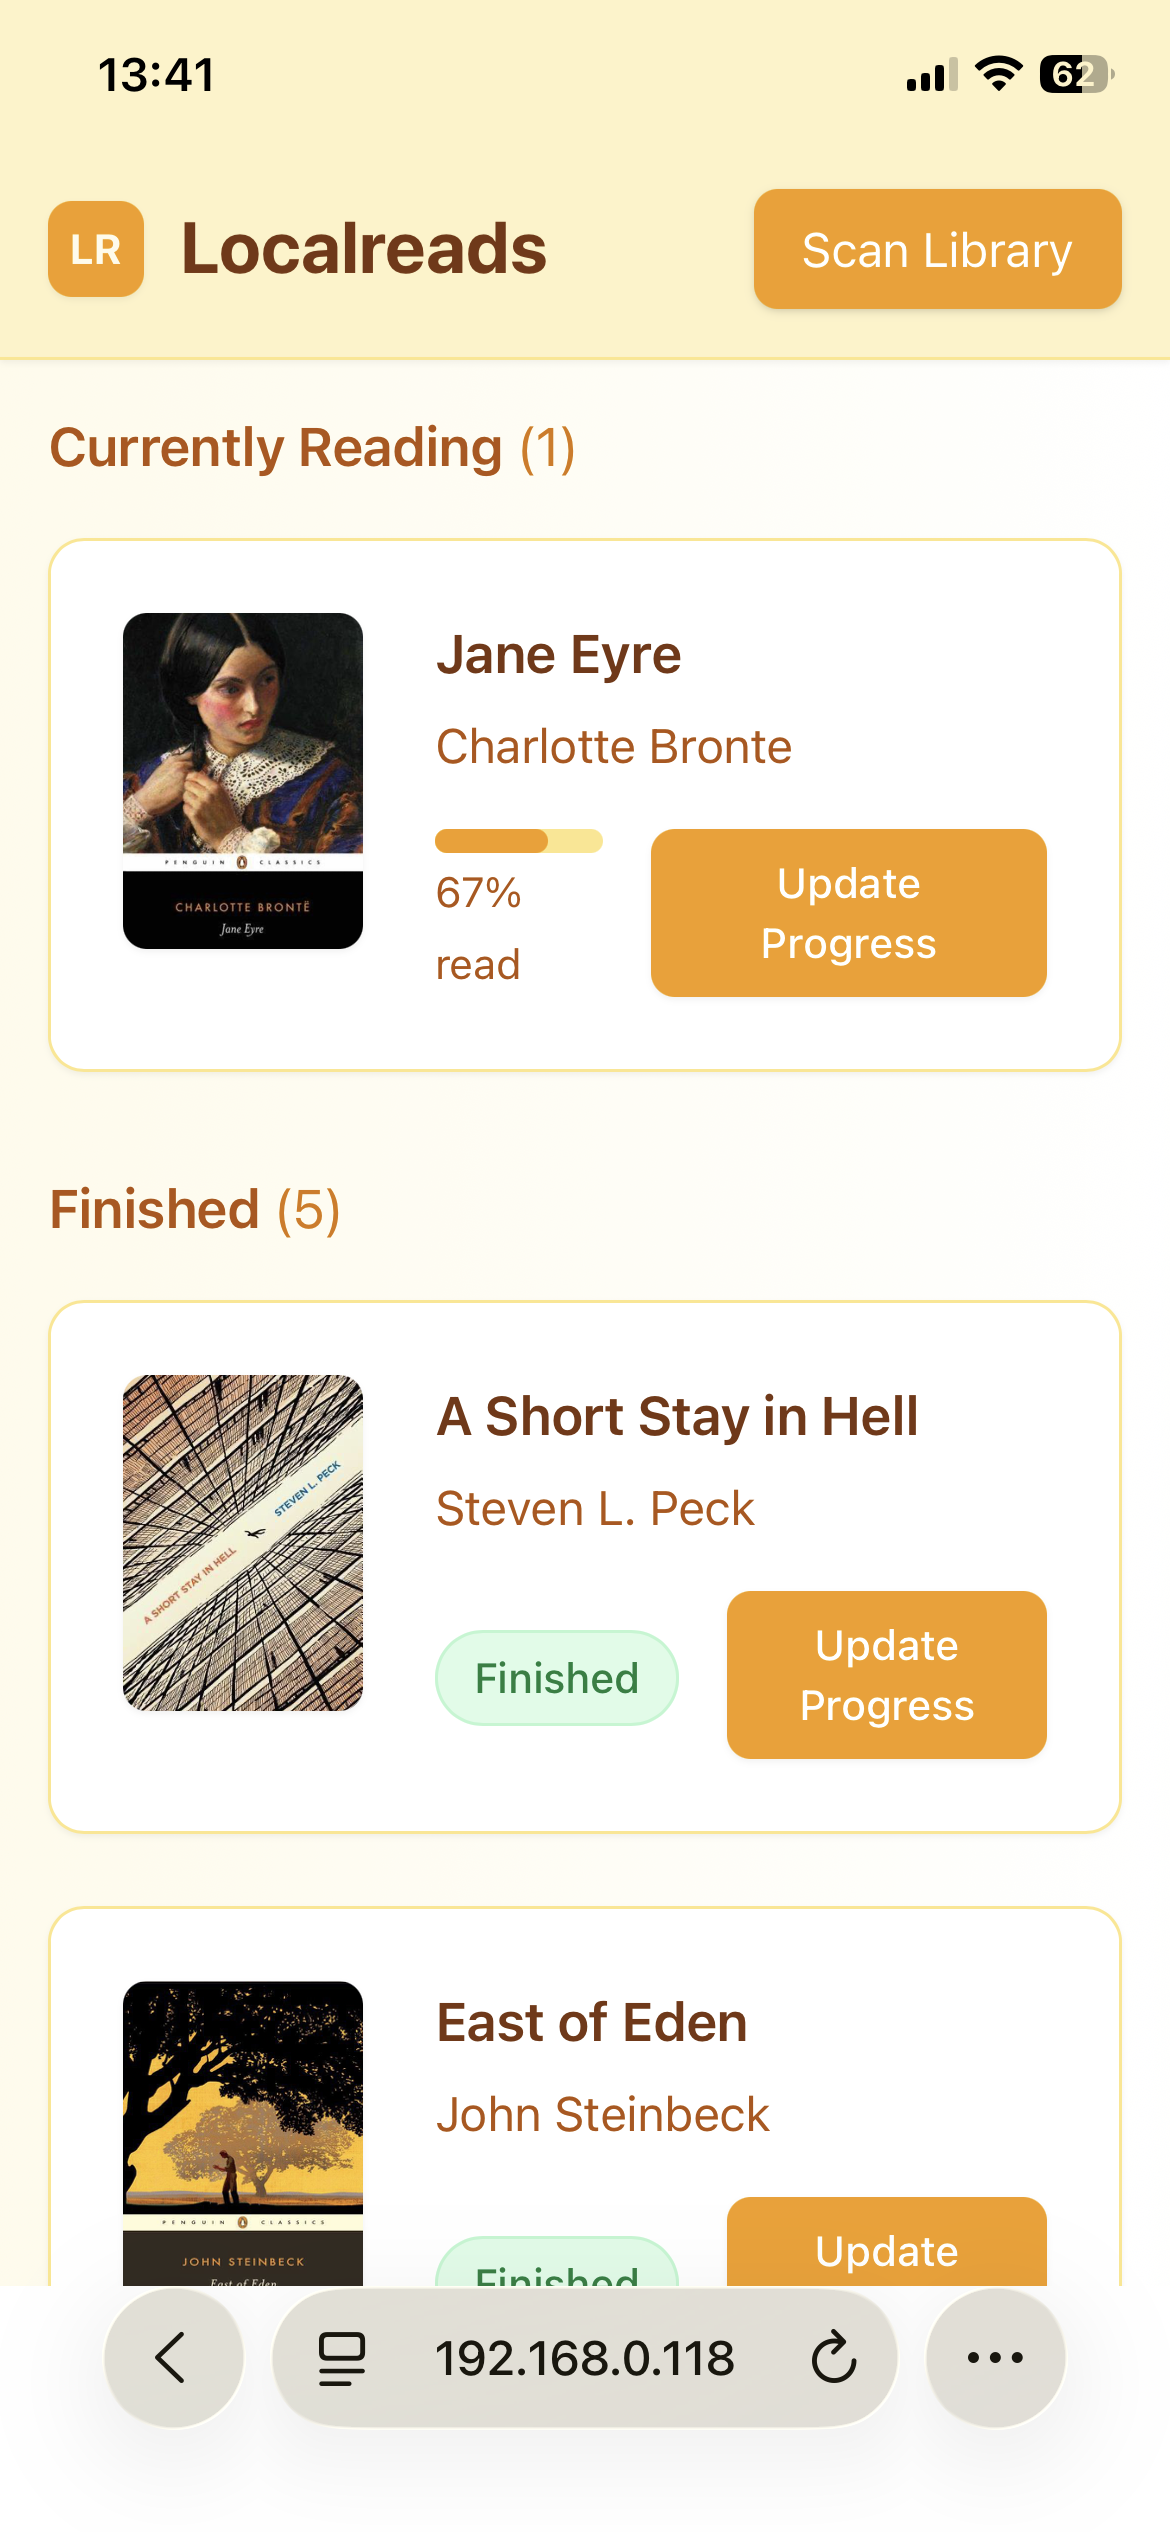 13:41
62
LR
Localreads
Scan Library
Currently Reading (1)
PENGUIN CLASSICS
CHARLOTTE BRONTË
Jane Eyre
Jane Eyre
Charlotte Bronte
67%
read
Update
Progress
Finished (5)
STEVEN L. PECK
A SHORT STAY IN HELL
A Short Stay in Hell
Steven L. Peck
Finished
Update
Progress
PENGUIN CLASSICS
JOHN STEINBECK
East of Eden
East of Eden
John Steinbeck
Finished
Update
192.168.0.118